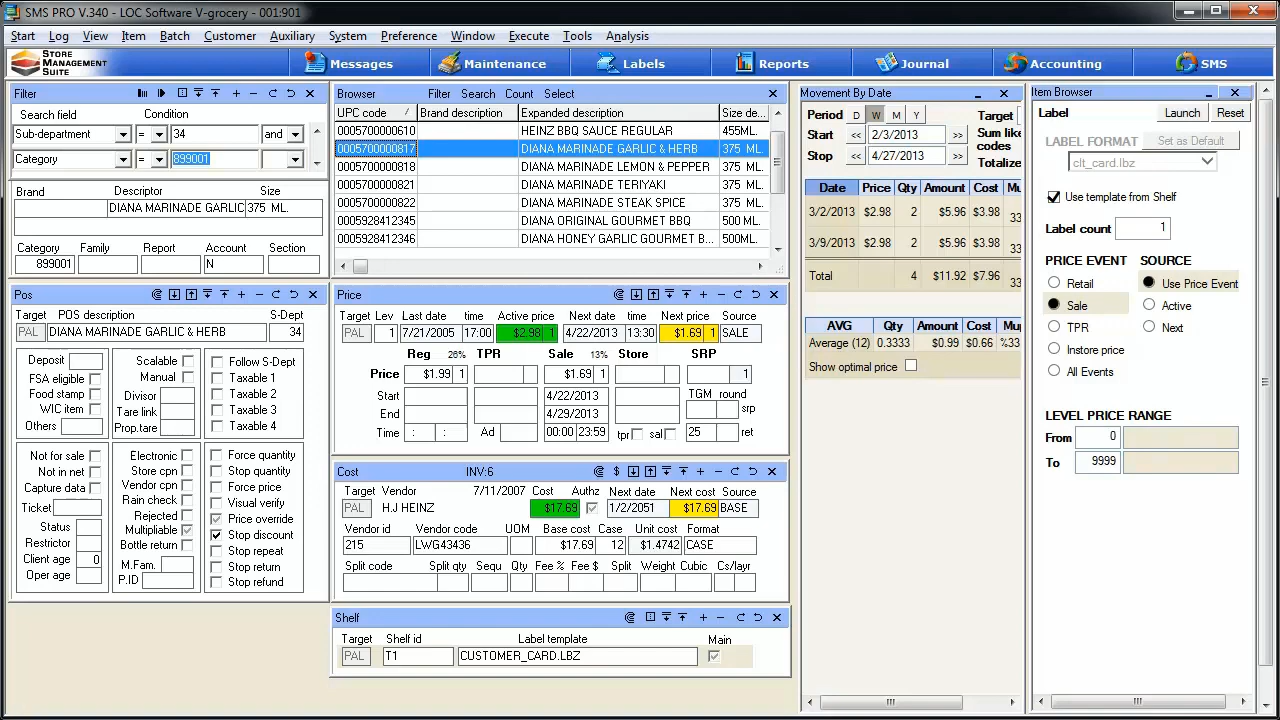 SMS PRO V.340 - LOC Software V-grocery - 001:901
Start Log View Item Batch Customer Auxiliary System Preference Window Execute Tools Analysis
STORE MANAGEMENT SUITE
Messages Maintenance Labels Reports Journal Accounting SMS
Filter
Search field Condition
Sub-department = 34 and
Category = 899001
Brand Descriptor Size
DIANA MARINADE GARLIC 375 ML.
Category Family Report Account Section
899001 N
Browser Filter Search Count Select
UPC code / Brand description Expanded description Size de
0005700000610 HEINZ BBQ SAUCE REGULAR 455ML.
0005700000817 DIANA MARINADE GARLIC & HERB 375 ML.
0005700000818 DIANA MARINADE LEMON & PEPPER 375 ML.
0005700000821 DIANA MARINADE TERIYAKI 375 ML.
0005700000822 DIANA MARINADE STEAK SPICE 375 ML.
0005928412345 DIANA ORIGINAL GOURMET BBQ 500 ML.
0005928412346 DIANA HONEY GARLIC GOURMET B... 500ML.
Pos
Target POS description S-Dept
PAL DIANA MARINADE GARLIC & HERB 34
Deposit
FSA eligible
Food stamp
WIC item
Others
Scalable
Manual
Divisor
Tare link
Prop.tare
Follow S-Dept
Taxable 1
Taxable 2
Taxable 3
Taxable 4
Not for sale
Not in net
Capture data
Ticket
Status
Restrictor
Client age 0
Oper age
Electronic
Store cpn
Vendor cpn
Rain check
Rejected
Multipliable
Bottle return
M.Fam.
P.ID
Force quantity
Stop quantity
Force price
Visual verify
Price override
Stop discount
Stop repeat
Stop return
Stop refund
Price
Target Lev Last date time Active price Next date time Next price Source
PAL 1 7/21/2005 17:00 $2.98 1 4/22/2013 13:30 $1.69 1 SALE
Reg 28% TPR Sale 13% Store SRP
Price $1.99 1 $1.69 1 1
Start 4/22/2013 TGM round
End 4/29/2013 srp
Time : : Ad 00:00 23:59 tpr sal 25 ret
Cost INV:6
Target Vendor 7/11/2007 Cost Authz Next date Next cost Source
PAL H.J HEINZ $17.69 1/2/2051 $17.69 BASE
Vendor id Vendor code UOM Base cost Case Unit cost Format
215 LWG43436 $17.69 12 $1.4742 CASE
Split code Split qty Sequ Qty Fee % Fee $ Split Weight Cubic Cs/layr
Shelf
Target Shelf id Label template Main
PAL T1 CUSTOMER_CARD.LBZ
Movement By Date
Period D W M Y Target
Start << 2/3/2013 >> Sum like codes
Stop << 4/27/2013 >> Totalize
Date Price Qty Amount Cost
3/2/2013 $2.98 2 $5.96 $3.98 33
3/9/2013 $2.98 2 $5.96 $3.98 33
Total 4 $11.92 $7.96 33
AVG Qty Amount Cost
Average (12) 0.3333 $0.99 $0.66 %33
Show optimal price
Item Browser
Label Launch Reset
LABEL FORMAT Set as Default
clt_card.lbz
Use template from Shelf
Label count 1
PRICE EVENT SOURCE
Retail Use Price Event
Sale Active
TPR Next
Instore price
All Events
LEVEL PRICE RANGE
From 0
To 9999